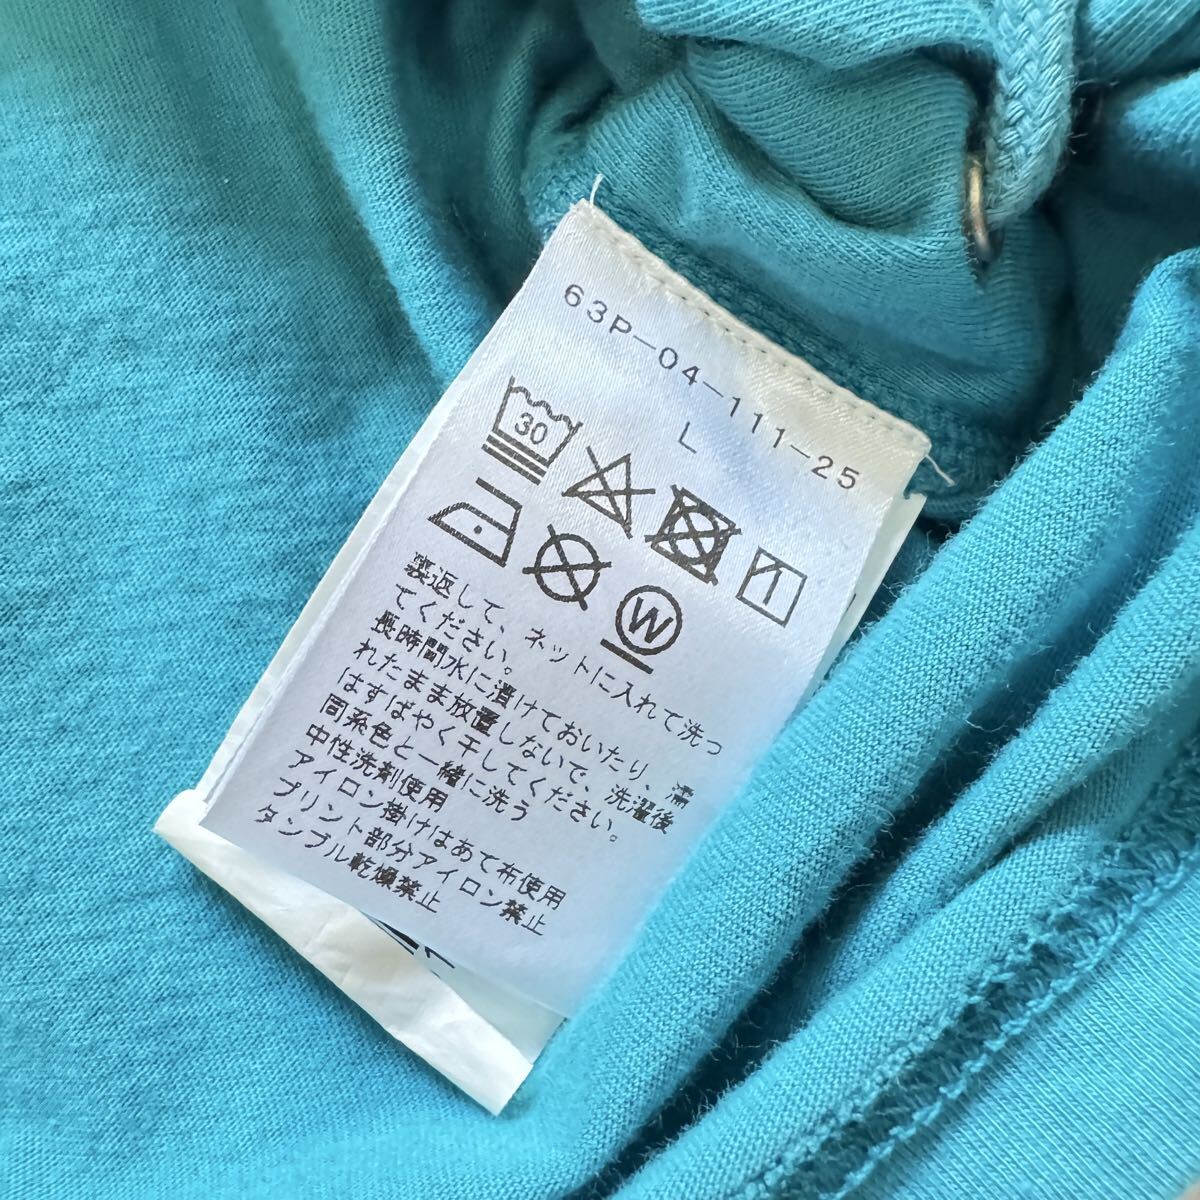 63P-04-111-25
L
30
W
裏返して、ネットに入れて洗っ
てください。
長時間水に漬けておいたり、濡
れたまま放置しないで、洗濯後
はすばやく干してください。
同系色と一緒に洗う
中性洗剤使用
アイロン掛けはあて布使用
プリント部分アイロン禁止
タンブル乾燥禁止